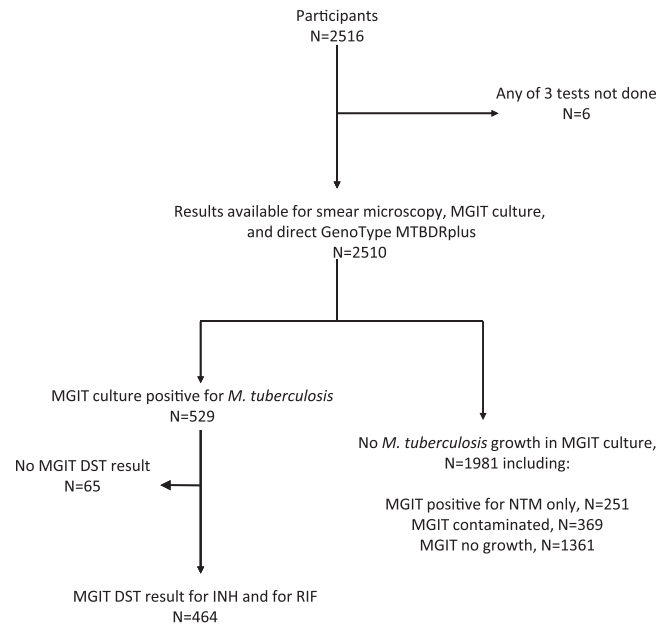 Participants
N=2516
Any of 3 tests not done
N=6
Results available for smear microscopy, MGIT culture,
and direct GenoType MTBDRplus
N=2510
MGIT culture positive for M. tuberculosis
N=529
No M. tuberculosis growth in MGIT culture,
N=1981 including:
No MGIT DST result
N=65
MGIT positive for NTM only, N=251
MGIT contaminated, N=369
MGIT no growth, N=1361
MGIT DST result for INH and for RIF
N=464